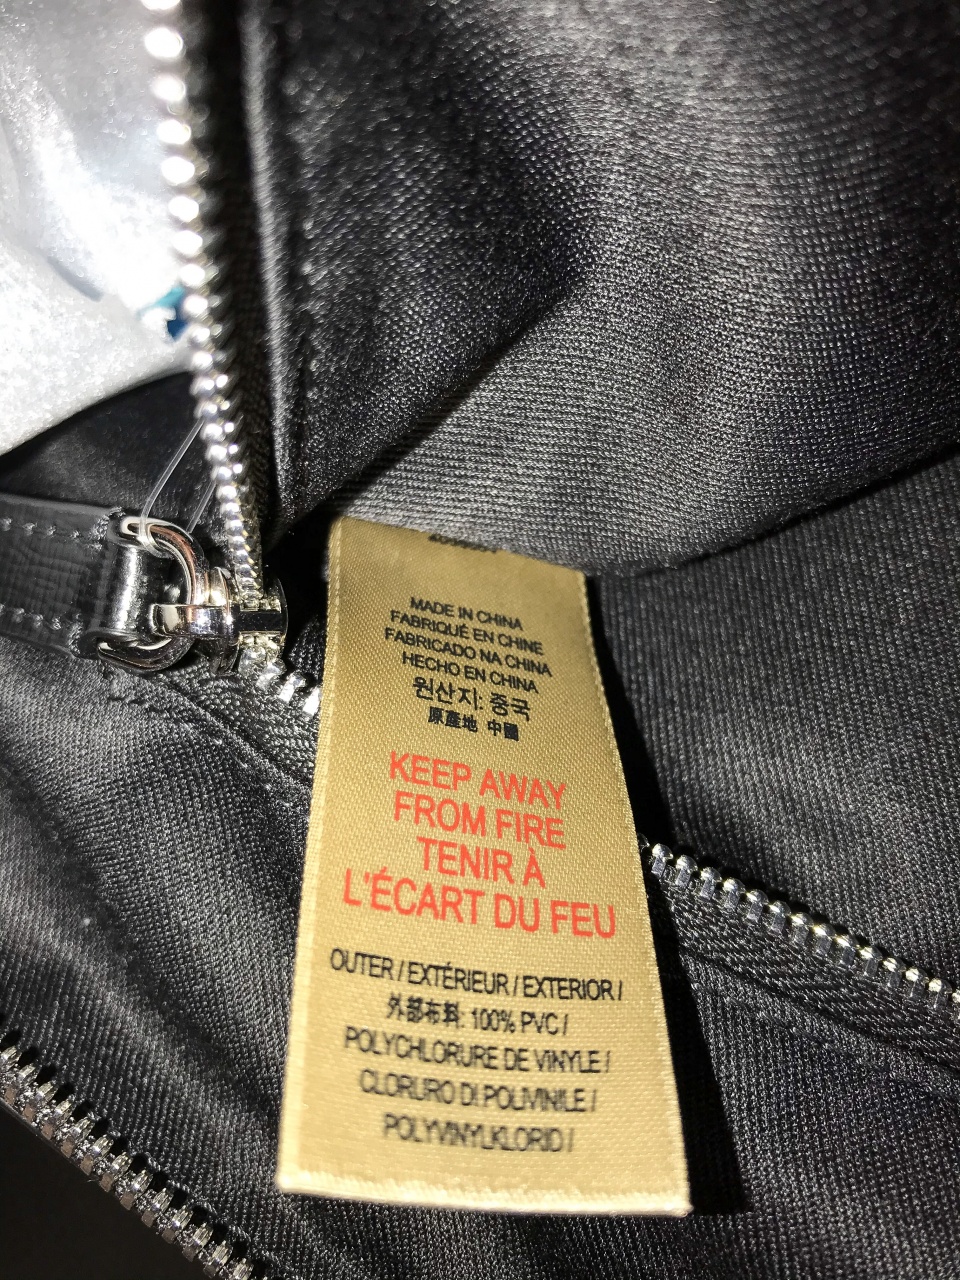 MADE IN CHINA
FABRIQUÉ EN CHINE
FABRICADO NA CHINA
HECHO EN CHINA
원산지: 중국
原產地 中國
KEEP AWAY
FROM FIRE
TENIR À
L'ÉCART DU FEU
OUTER / EXTÉRIEUR / EXTERIOR /
外部布料: 100% PVC /
POLYCHLORURE DE VINYLE /
CLORURO DI POLIVINILE /
POLYVINYLKLORID /